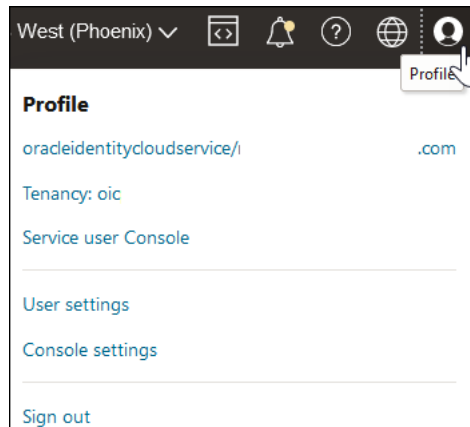 West (Phoenix)
Profile
Profile
oracleidentitycloudservice/ .com
Tenancy: oic
Service user Console
User settings
Console settings
Sign out